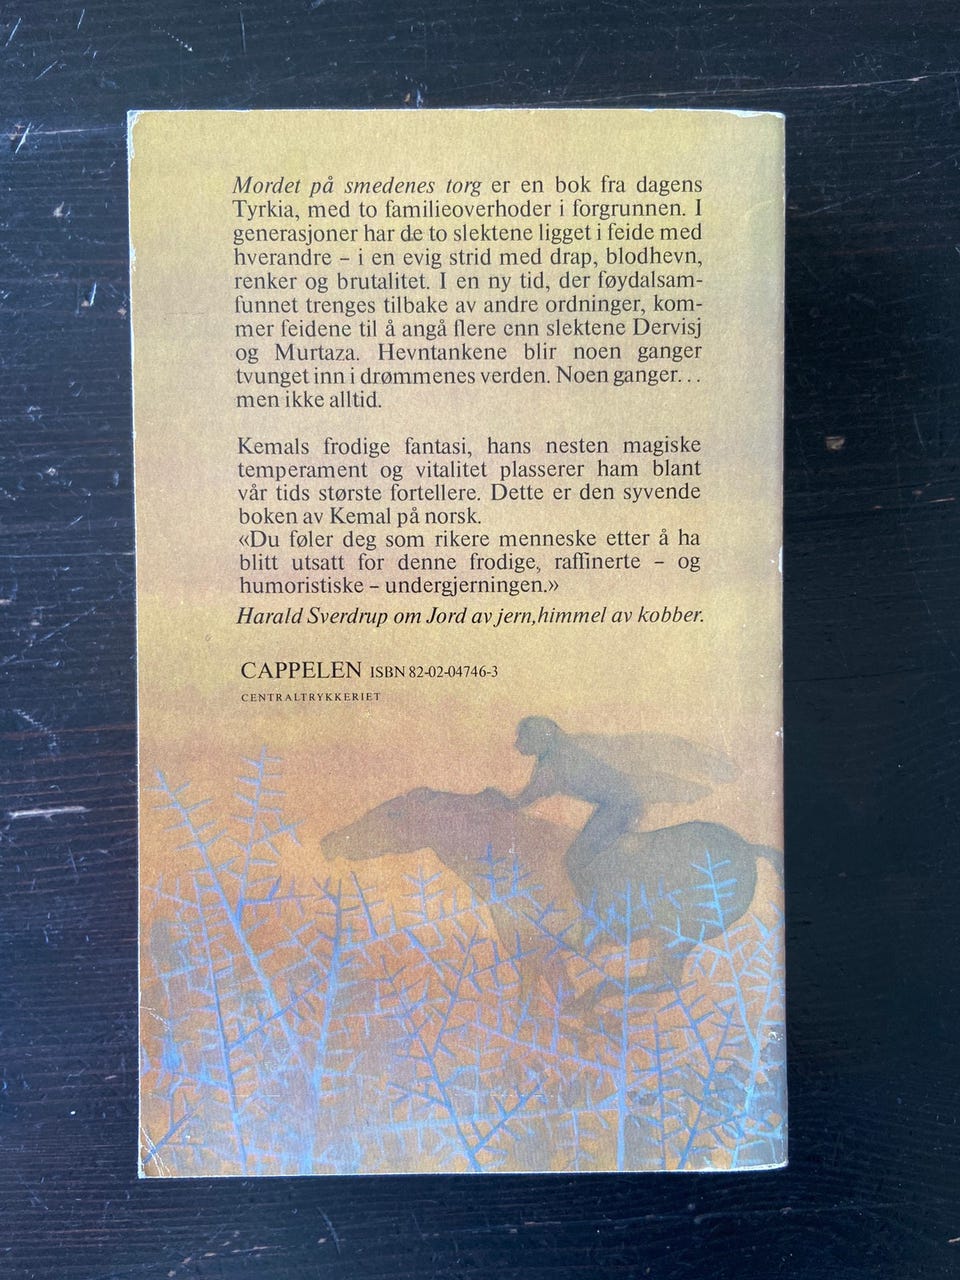 Mordet på smedenes torg er en bok fra dagens
Tyrkia, med to familieoverhoder i forgrunnen. I
generasjoner har de to slektene ligget i feide med
hverandre – i en evig strid med drap, blodhevn,
renker og brutalitet. I en ny tid, der føydalsam-
funnet trenges tilbake av andre ordninger, kom-
mer feidene til å angå flere enn slektene Dervisj
og Murtaza. Hevntankene blir noen ganger
tvunget inn i drømmenes verden. Noen ganger...
men ikke alltid.
Kemals frodige fantasi, hans nesten magiske
temperament og vitalitet plasserer ham blant
vår tids største fortellere. Dette er den syvende
boken av Kemal på norsk.
«Du føler deg som rikere menneske etter å ha
blitt utsatt for denne frodige, raffinerte – og
humoristiske – undergjerningen.»
Harald Sverdrup om Jord av jern, himmel av kobber.
CAPPELEN ISBN 82-02-04746-3
CENTRALTRYKKERIET